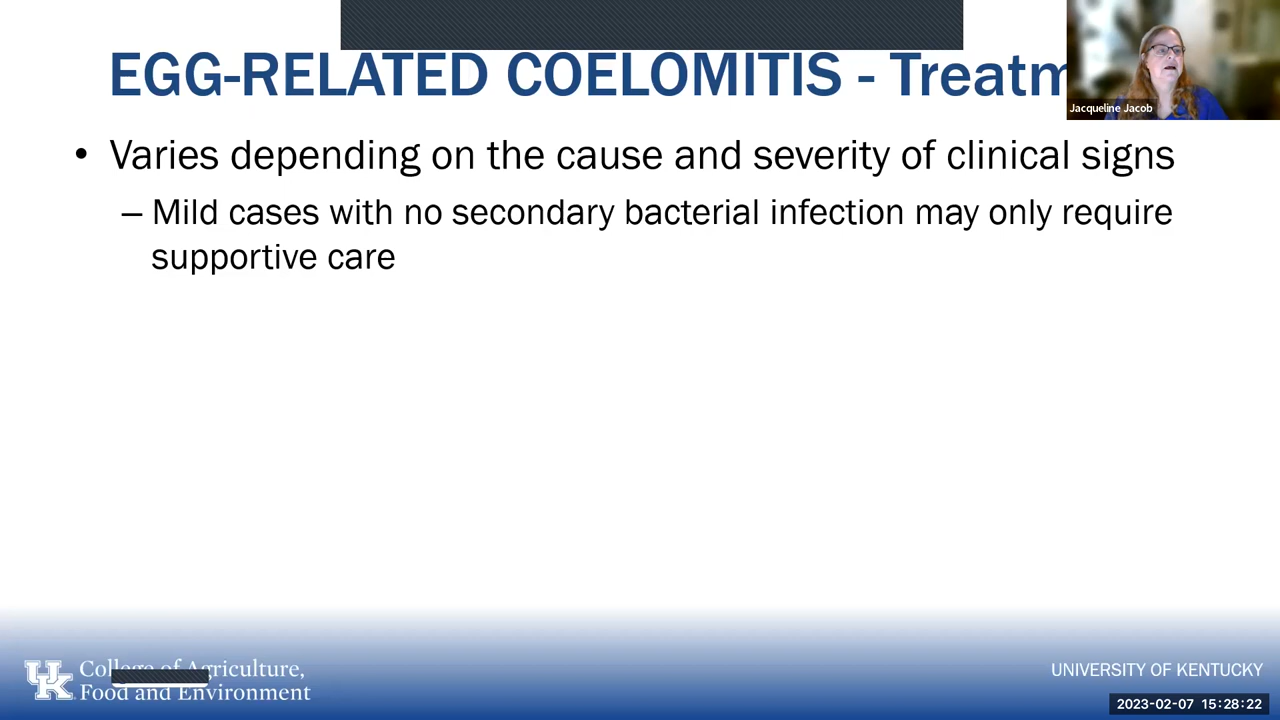 EGG-RELATED COELOMITIS - Treatm
Jacqueline Jacob
• Varies depending on the cause and severity of clinical signs
– Mild cases with no secondary bacterial infection may only require
supportive care
UK College of Agriculture,
Food and Environment
UNIVERSITY OF KENTUCKY
2023-02-07 15:28:22